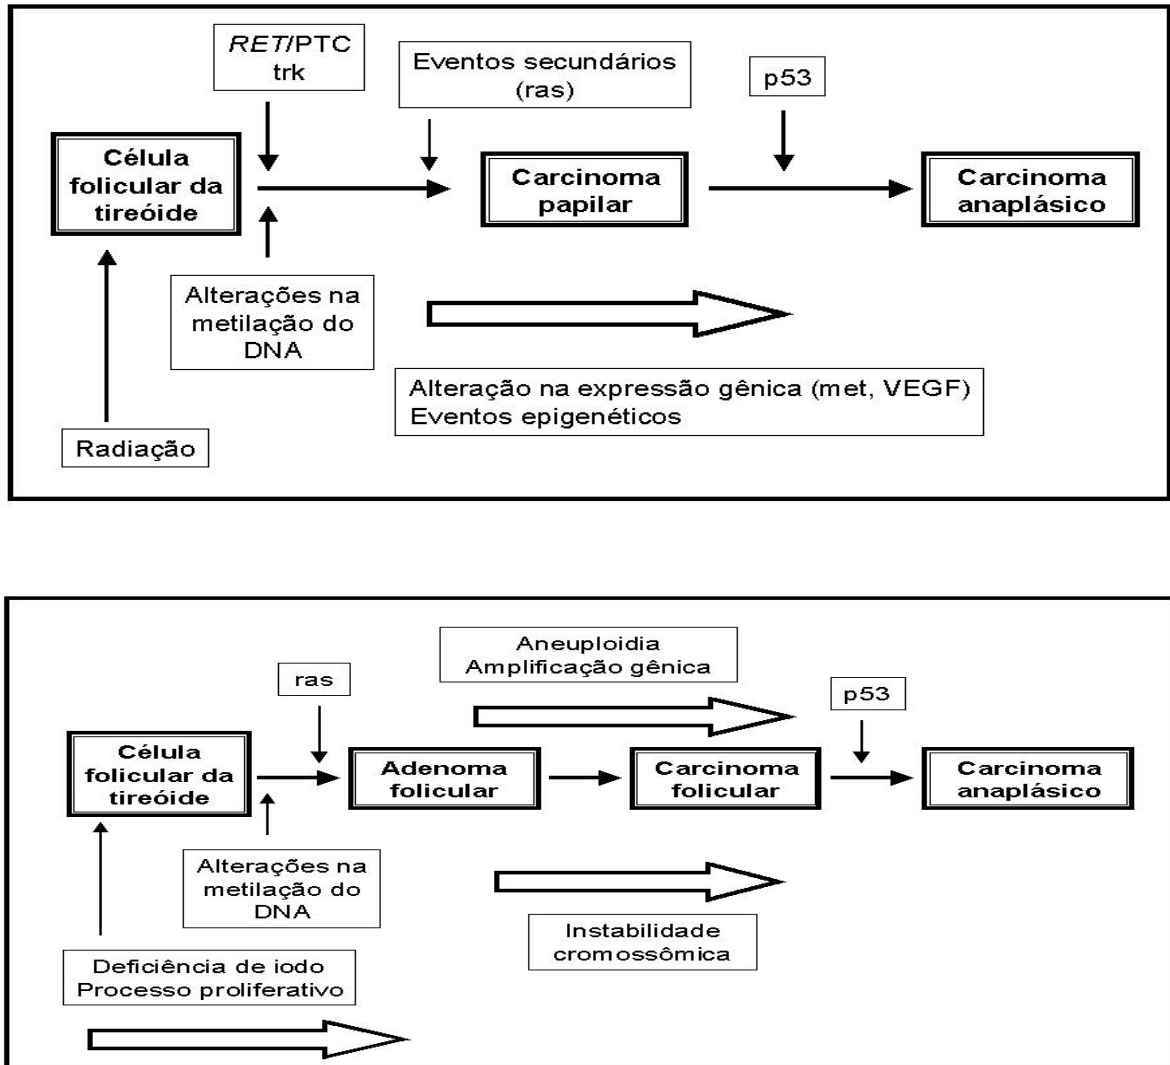 RET/PTC
trk
Eventos secundários
(ras)
p53
Célula
folicular da
tireóide
Carcinoma
papilar
Carcinoma
anaplásico
Alterações na
metilação do
DNA
Alteração na expressão gênica (met, VEGF)
Eventos epigenéticos
Radiação
Aneuploidia
Amplificação gênica
ras
p53
Célula
folicular da
tireóide
Adenoma
folicular
Carcinoma
folicular
Carcinoma
anaplásico
Alterações na
metilação do
DNA
Instabilidade
cromossômica
Deficiência de iodo
Processo proliferativo